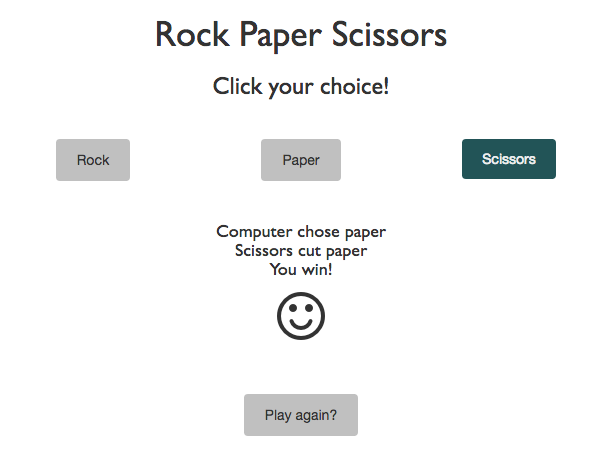 Rock Paper Scissors
Click your choice!
Rock
Paper
Scissors
Computer chose paper
Scissors cut paper
You win!
Play again?